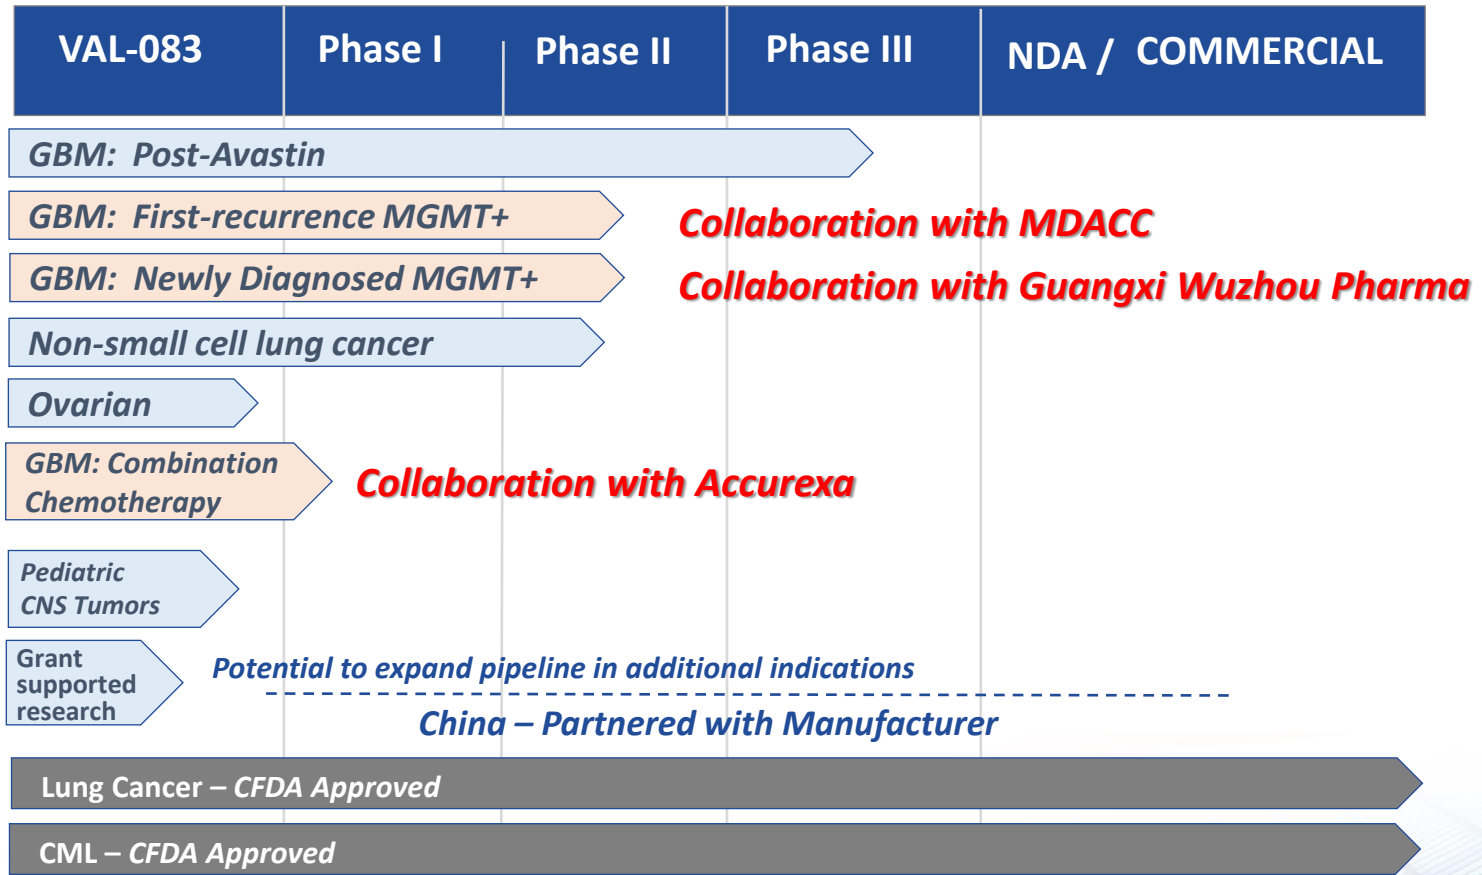 VAL-083 Phase I Phase II Phase III NDA / COMMERCIAL
GBM: Post-Avastin
GBM: First-recurrence MGMT+
Collaboration with MDACC
GBM: Newly Diagnosed MGMT+
Collaboration with Guangxi Wuzhou Pharma
Non-small cell lung cancer
Ovarian
GBM: Combination
Chemotherapy
Collaboration with Accurexa
Pediatric
CNS Tumors
Grant
supported
research
Potential to expand pipeline in additional indications
China – Partnered with Manufacturer
Lung Cancer – CFDA Approved
CML – CFDA Approved